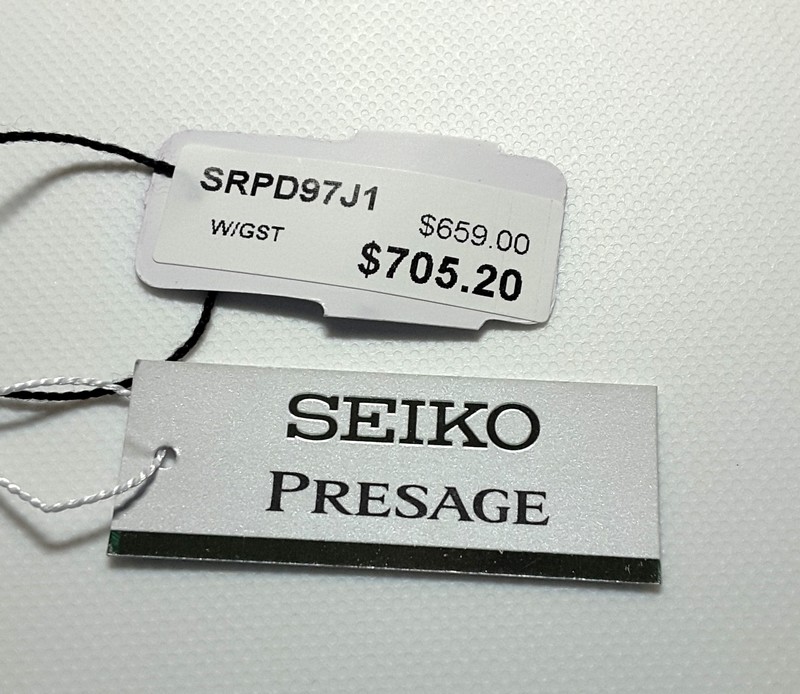 SRPD97J1
$659.00
W/GST
$705.20
SEIKO
PRESAGE